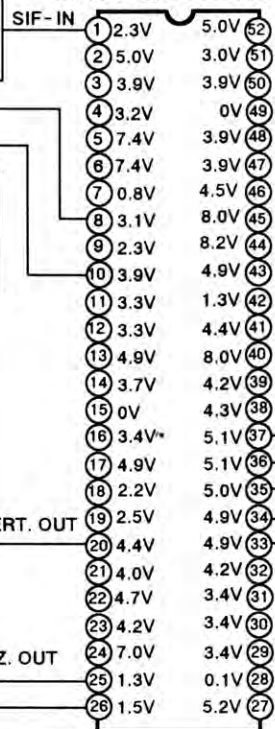 SIF-IN
1 2.3V 5.0V 52
2 5.0V 3.0V 51
3 3.9V 3.9V 50
4 3.2V 0V 49
5 7.4V 3.9V 48
6 7.4V 3.9V 47
7 0.8V 4.5V 46
8 3.1V 8.0V 45
9 2.3V 8.2V 44
10 3.9V 4.9V 43
11 3.3V 1.3V 42
12 3.3V 4.4V 41
13 4.9V 8.0V 40
14 3.7V 4.2V 39
15 0V 4.3V 38
16 3.4V 5.1V 37
17 4.9V 5.1V 36
18 2.2V 5.0V 35
ERT. OUT 19 2.5V 4.9V 34
20 4.4V 4.9V 33
21 4.0V 4.2V 32
22 4.7V 3.4V 31
23 4.2V 3.4V 30
Z. OUT 24 7.0V 3.4V 29
25 1.3V 0.1V 28
26 1.5V 5.2V 27